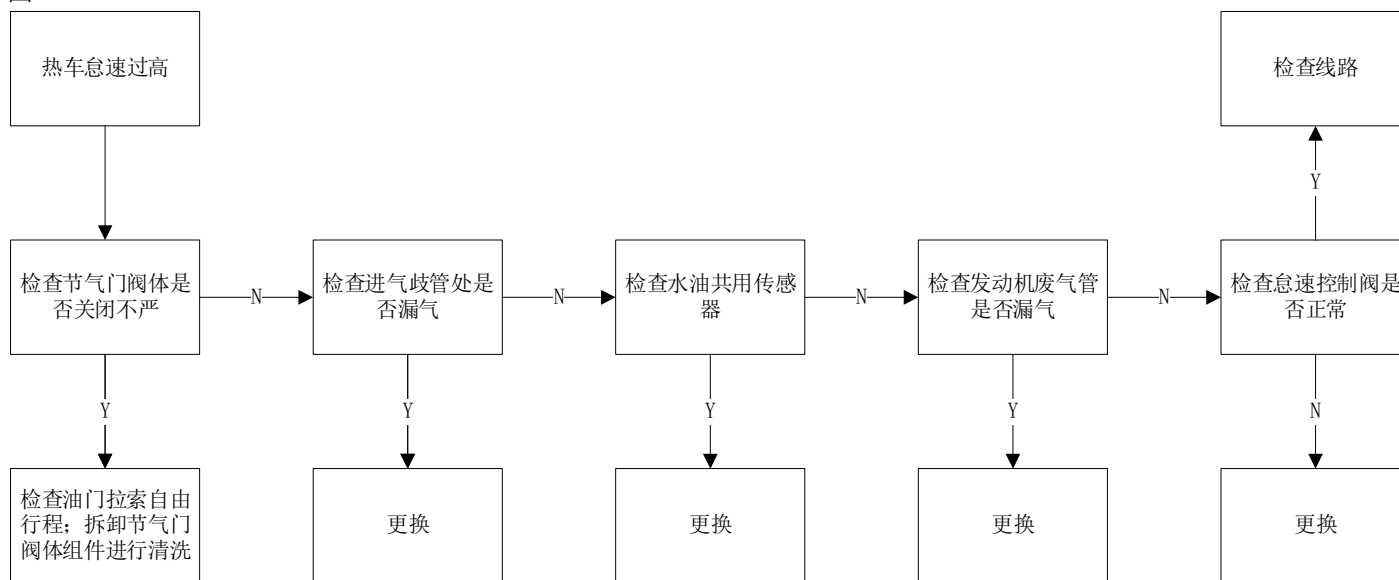 热车怠速过高
检查线路
Y
检查节气门阀体是
否关闭不严
N
检查进气歧管处是
否漏气
N
检查水油共用传感
器
N
检查发动机废气管
是否漏气
N
检查怠速控制阀是
否正常
Y
Y
Y
Y
N
检查油门拉索自由
行程；拆卸节气门
阀体组件进行清洗
更换
更换
更换
更换